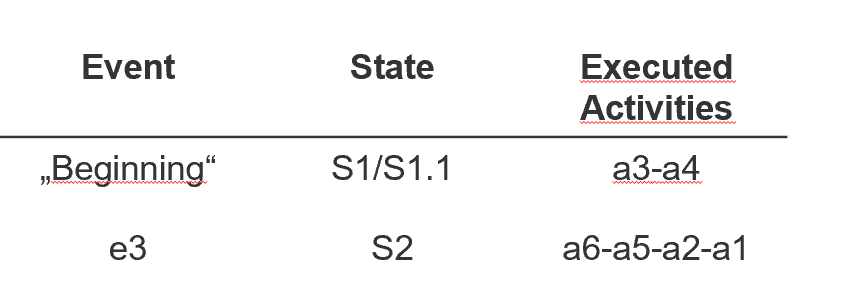 Event State Executed
Activities
„Beginning“ S1/S1.1 a3-a4
e3 S2 a6-a5-a2-a1